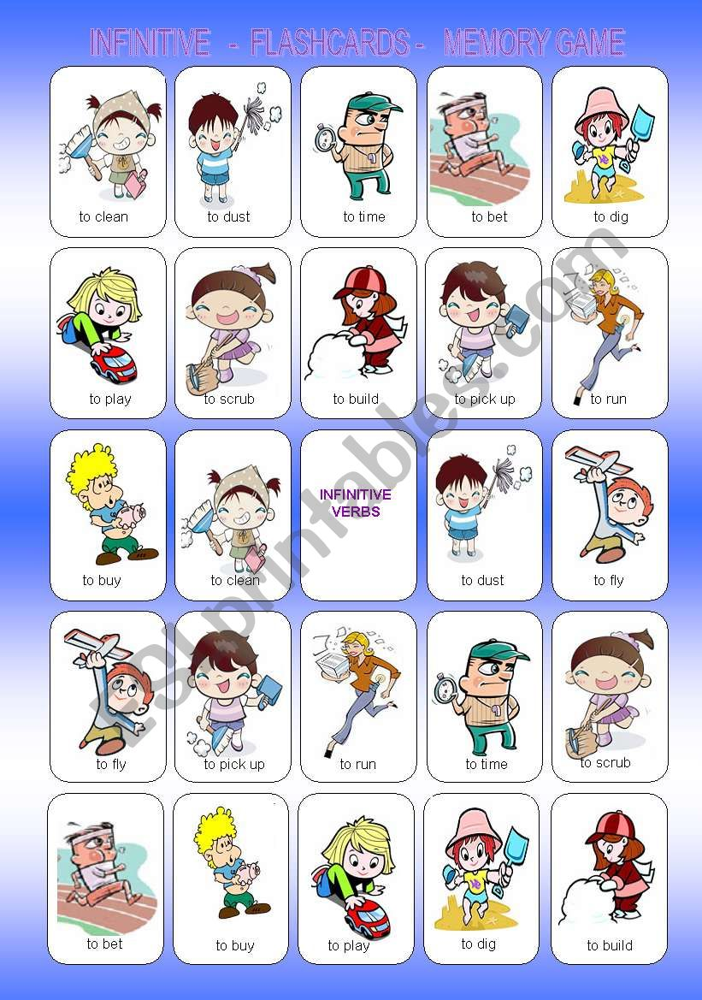 INFINITIVE - FLASHCARDS - MEMORY GAME
to clean
to dust
to time
to bet
to dig
to play
to scrub
to build
to pick up
to run
to buy
to clean
INFINITIVE
VERBS
to dust
to fly
to fly
to pick up
to run
to time
to scrub
to bet
to buy
to play
to dig
to build
ESLprintables.com